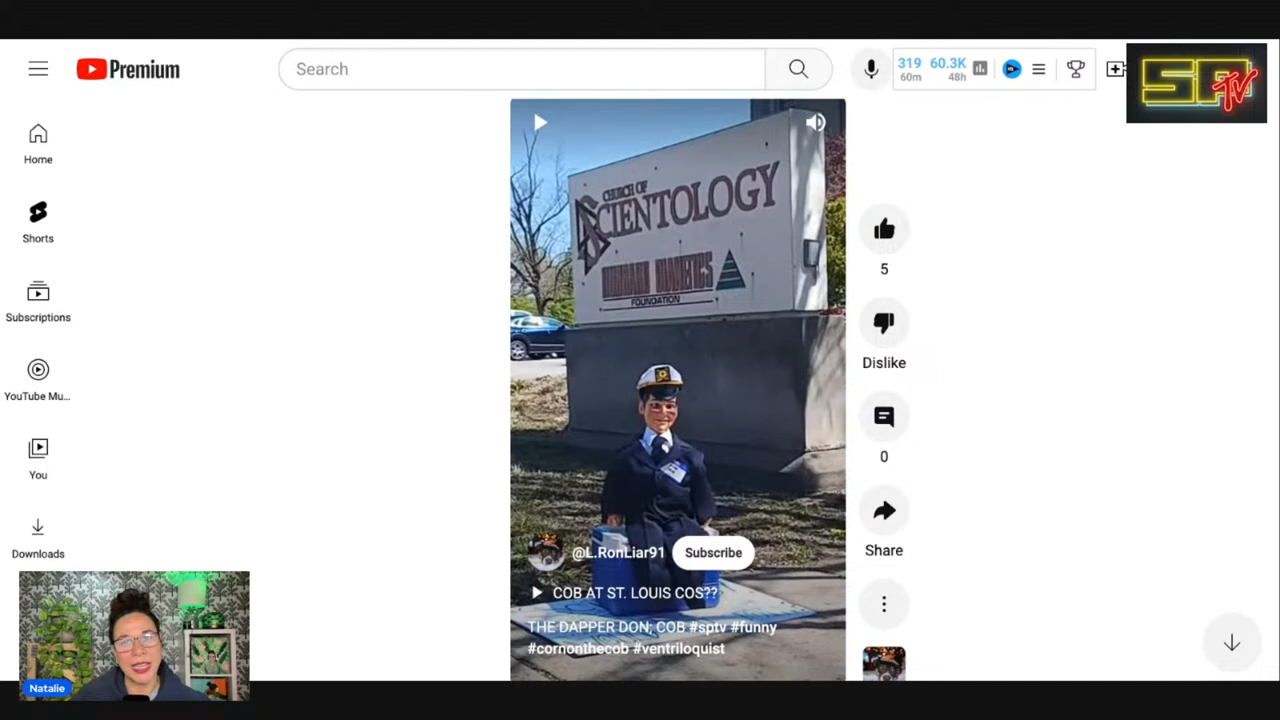 Premium
Search
319 60.3K
60m 48h
SPTV
Home
Shorts
Subscriptions
YouTube Mu...
You
Downloads
CHURCH OF
SCIENTOLOGY
FOUNDATION
5
Dislike
0
Share
@L.RonLiar91 Subscribe
COB AT ST. LOUIS COS??
THE DAPPER DON; COB #sptv #funny
#cornonthecob #ventriloquist
Natalie